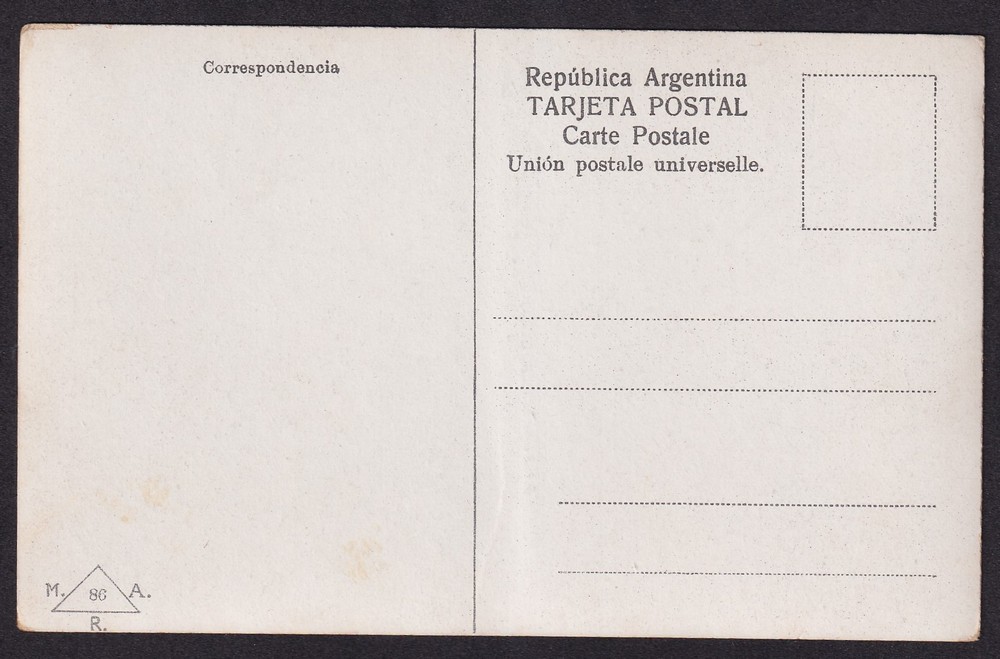 Correspondencia
República Argentina
TARJETA POSTAL
Carte Postale
Unión postale universelle.
M. 86 A.
R.